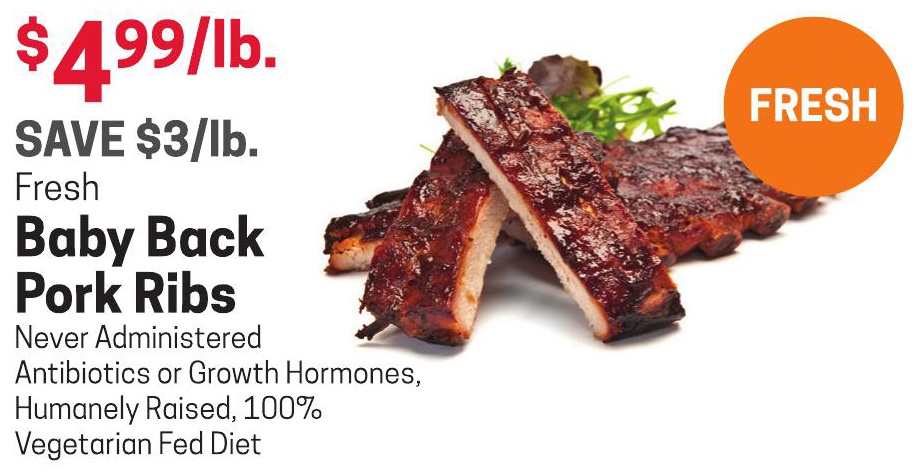 $4.99/lb.
SAVE $3/lb.
Fresh
Baby Back
Pork Ribs
Never Administered
Antibiotics or Growth Hormones,
Humanely Raised, 100%
Vegetarian Fed Diet
FRESH